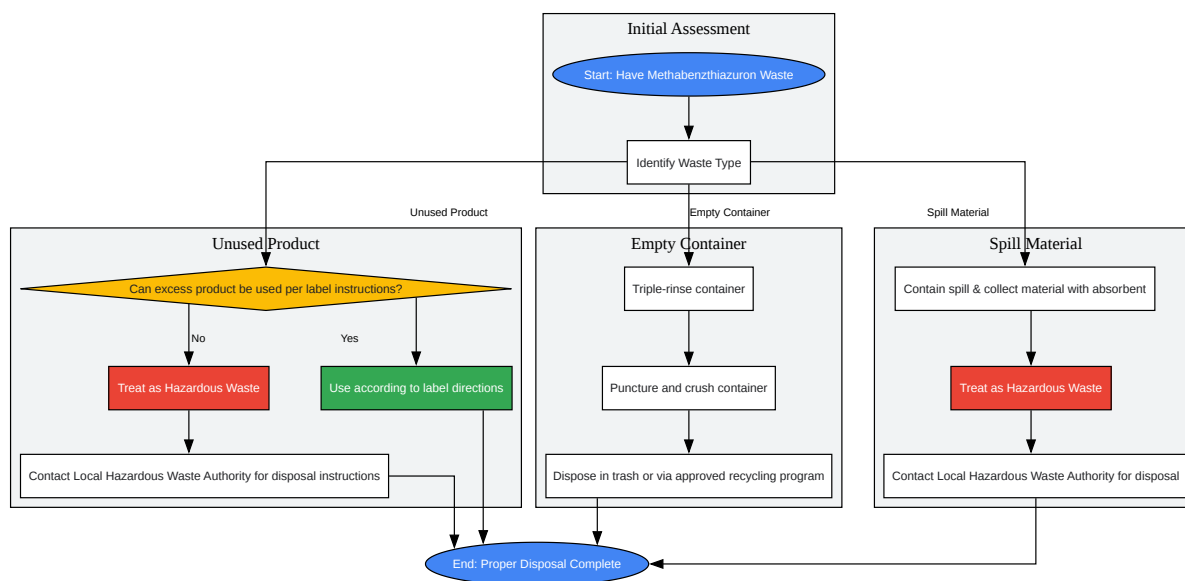 Initial Assessment
Start: Have Methabenzthiazuron Waste
Identify Waste Type
Unused Product
Empty Container
Spill Material
Unused Product
Empty Container
Spill Material
Can excess product be used per label instructions?
Triple-rinse container
Contain spill & collect material with absorbent
No
Yes
Treat as Hazardous Waste
Use according to label directions
Puncture and crush container
Treat as Hazardous Waste
Contact Local Hazardous Waste Authority for disposal instructions
Dispose in trash or via approved recycling program
Contact Local Hazardous Waste Authority for disposal
End: Proper Disposal Complete